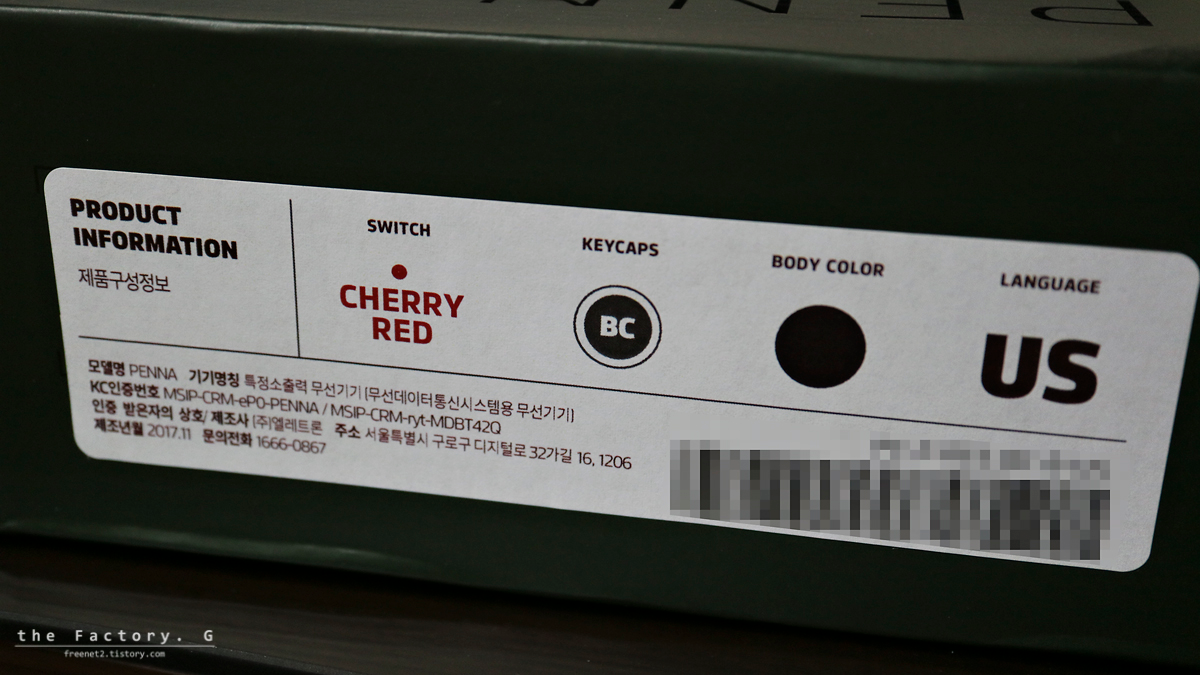 PENNA
PRODUCT
INFORMATION
제품구성정보
SWITCH
CHERRY
RED
KEYCAPS
BC
BODY COLOR
LANGUAGE
US
모델명 PENNA 기기명칭 특정소출력 무선기기 [무선데이터통신시스템용 무선기기]
KC인증번호 MSIP-CRM-eP0-PENNA / MSIP-CRM-ryt-MDBT42Q
인증 받은자의 상호/ 제조사 [주]엘레트론 주소 서울특별시 구로구 디지털로 32가길 16, 1206
제조년월 2017.11 문의전화 1666-0867
the Factory. G
freenet2.tistory.com